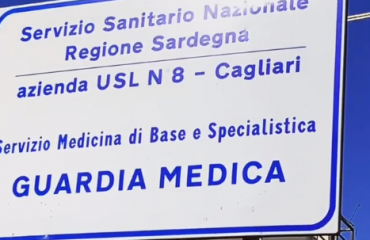 Servizio Sanitario Nazionale
Regione Sardegna
azienda USL N 8 - Cagliari
Servizio Medicina di Base e Specialistica
GUARDIA MEDICA